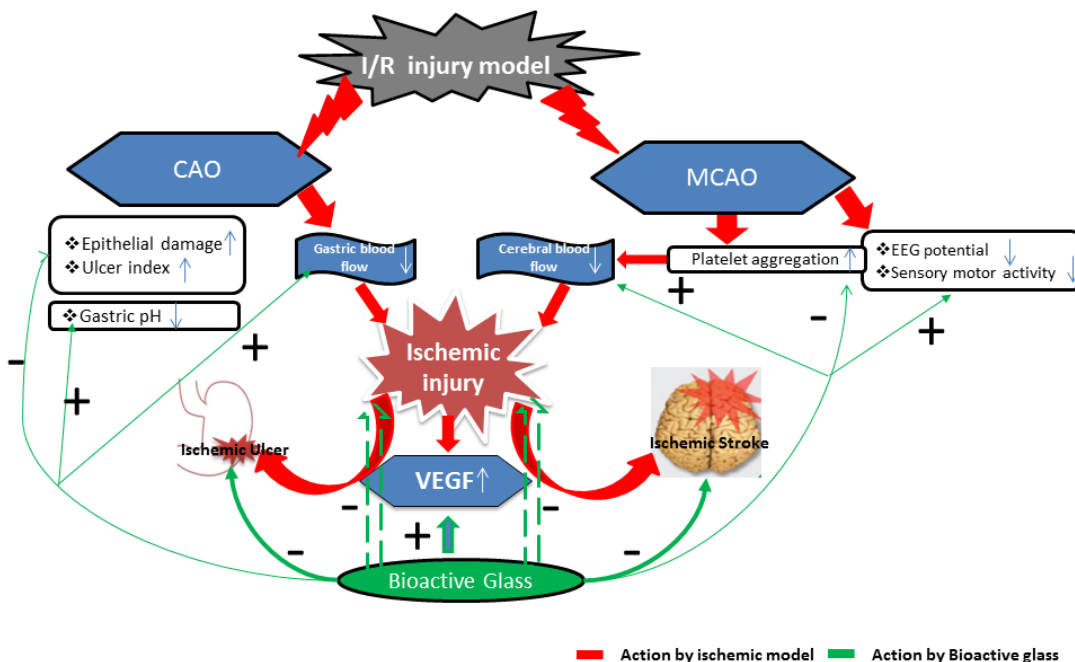 I/R injury model
CAO
MCAO
❖Epithelial damage↑
❖Ulcer index ↑
Gastric blood
flow ↓
Cerebral blood
flow ↓
Platelet aggregation ↑
❖EEG potential ↓
❖Sensory motor activity ↓
❖Gastric pH ↓
+
-
+
+
-
+
Ischemic
injury
Ischemic Ulcer
Ischemic Stroke
VEGF↑
-
-
+
-
-
Bioactive Glass
Action by ischemic model
Action by Bioactive glass